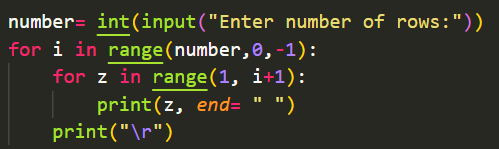 number= int(input("Enter number of rows:"))
for i in range(number,0,-1):
    for z in range(1, i+1):
        print(z, end= " ")
    print("\r")